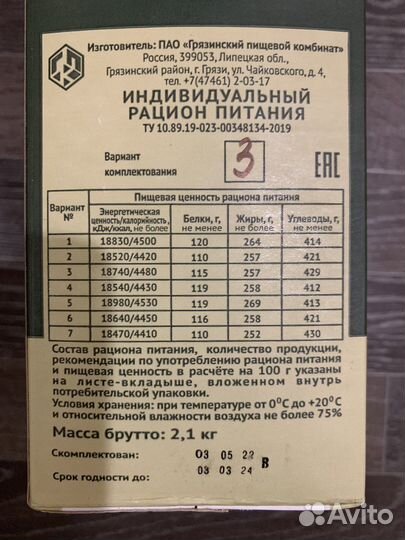 Изготовитель: ПАО «Грязинский пищевой комбинат»
Россия, 399053, Липецкая обл.,
Грязинский район, г. Грязи, ул. Чайковского, д. 4,
тел. +7(47461) 2-03-17
ИНДИВИДУАЛЬНЫЙ
РАЦИОН ПИТАНИЯ
ТУ 10.89.19-023-00348134-2019
Вариант
комплектования
3
ЕАС
Пищевая ценность рациона питания
Вариант № Энергетическая ценность/калорийность, кДж/ккал, не менее Белки, г, не менее Жиры, г, не более Углеводы, г, не менее
1 18830/4500 120 264 414
2 18520/4420 110 257 421
3 18740/4480 115 257 429
4 18540/4430 119 258 412
5 18980/4530 119 269 413
6 18640/4450 116 258 421
7 18470/4410 110 252 430
Состав рациона питания, количество продукции,
рекомендации по употреблению рациона питания
и пищевая ценность в расчёте на 100 г указаны
на листе-вкладыше, вложенном внутрь
потребительской упаковки.
Условия хранения: при температуре от 0°С до +20°С
и относительной влажности воздуха не более 75%
Масса брутто: 2,1 кг
Скомплектован: 03 05 22 В
Срок годности до: 03 03 24
Avito